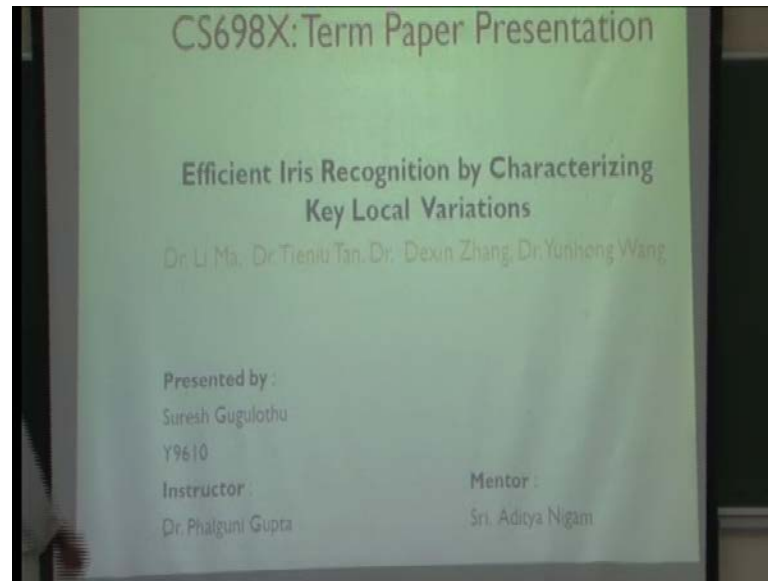 CS698X: Term Paper Presentation
Efficient Iris Recognition by Characterizing
Key Local Variations
Dr. Li Ma, Dr. Tieniu Tan, Dr. Dexin Zhang, Dr. Yunhong Wang
Presented by :
Suresh Gugulothu
Y9610
Instructor : Mentor :
Dr. Phalguni Gupta Sri. Aditya Nigam